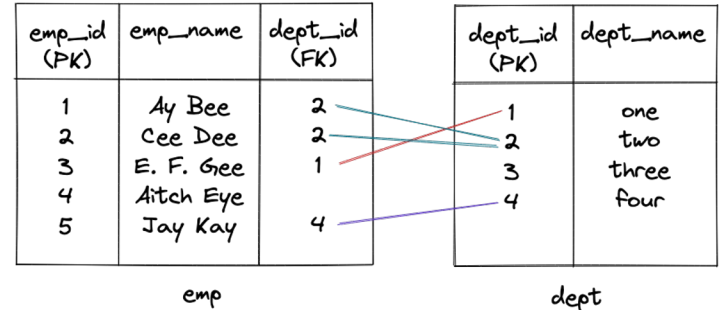 emp_id emp_name dept_id dept_id dept_name
(PK) (FK) (PK)
1 Ay Bee 2 1 one
2 Cee Dee 2 2 two
3 E. F. Gee 1 3 three
4 Aitch Eye 4 four
5 Jay Kay 4
emp dept